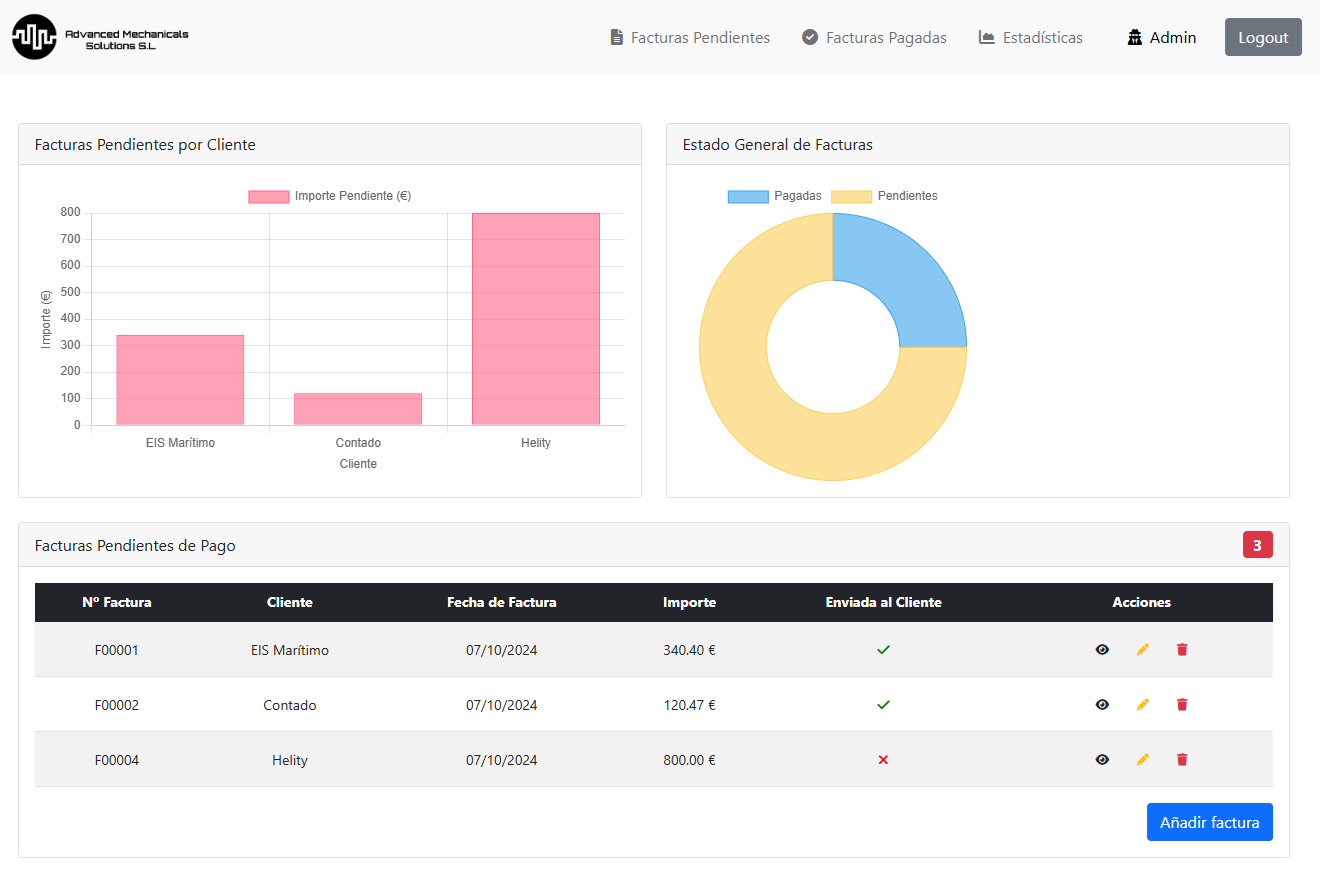 Advanced Mechanicals
Solutions S.L
Facturas Pendientes
Facturas Pagadas
Estadísticas
Admin
Logout
Facturas Pendientes por Cliente
Importe Pendiente (€)
800
700
600
500
400
300
200
100
0
Importe (€)
EIS Marítimo
Contado
Helity
Cliente
Estado General de Facturas
Pagadas
Pendientes
Facturas Pendientes de Pago
3
Nº Factura Cliente Fecha de Factura Importe Enviada al Cliente Acciones
F00001 EIS Marítimo 07/10/2024 340.40 €
F00002 Contado 07/10/2024 120.47 €
F00004 Helity 07/10/2024 800.00 €
Añadir factura